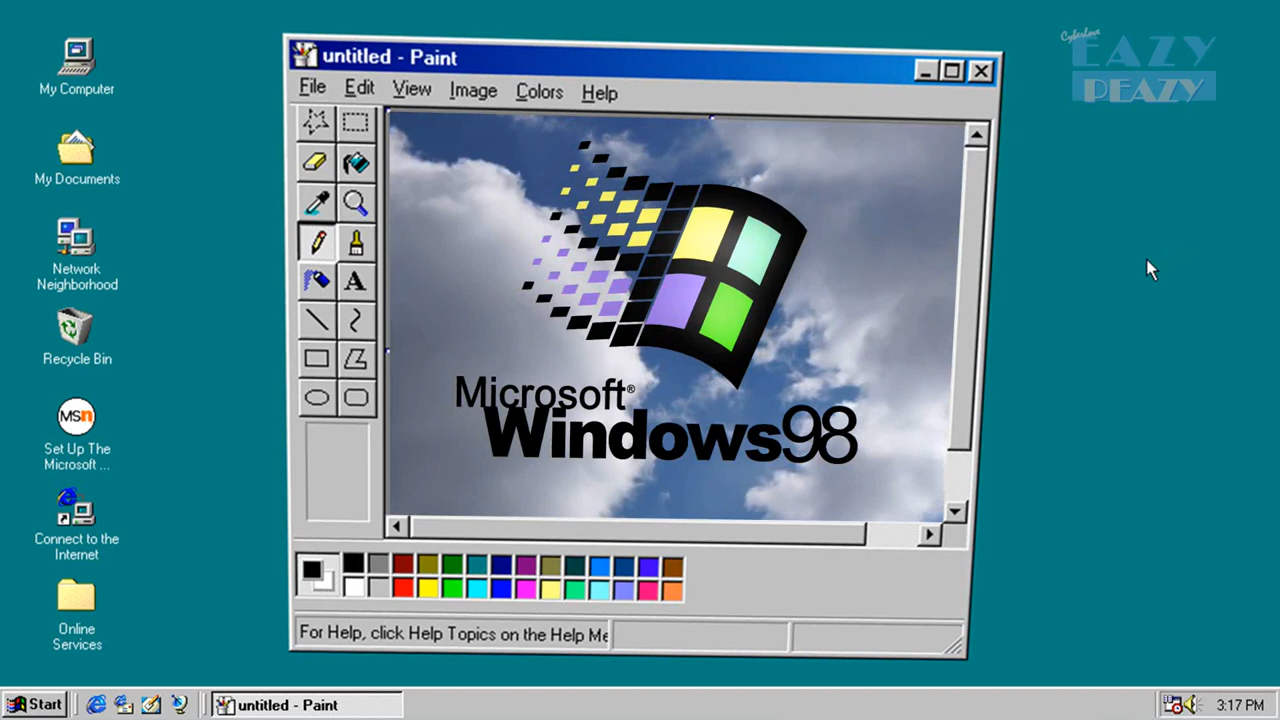 My Computer
My Documents
Network
Neighborhood
Recycle Bin
msn
Set Up The
Microsoft ...
Connect to the
Internet
Online
Services
untitled - Paint
File Edit View Image Colors Help
A
Microsoft®
Windows98
For Help, click Help Topics on the Help Me
Cyberlove
EAZY
PEAZY
Start
untitled - Paint
3:17 PM